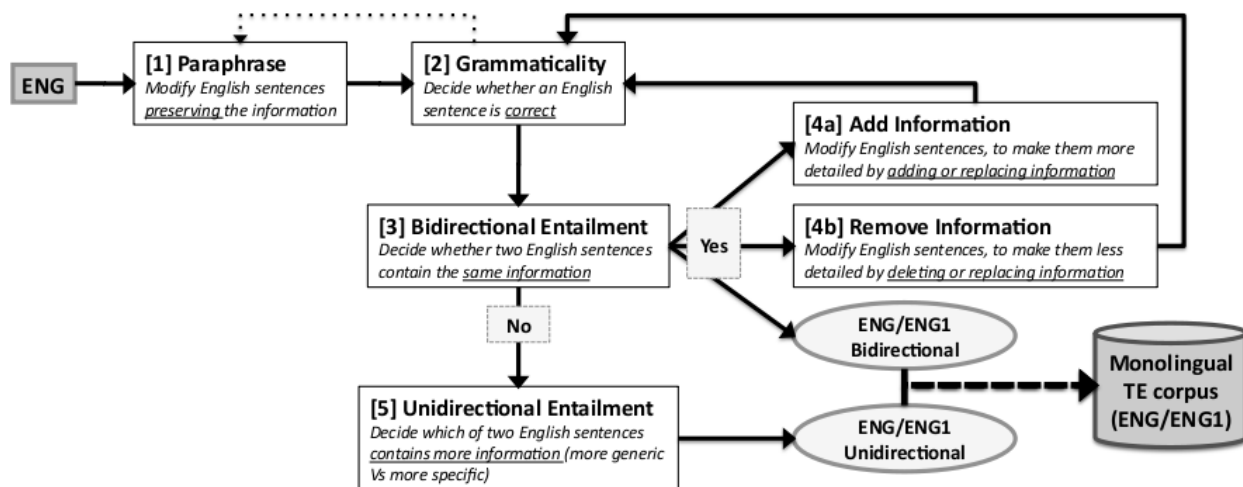 ENG
[1] Paraphrase
Modify English sentences
preserving the information
[2] Grammaticality
Decide whether an English
sentence is correct
[4a] Add Information
Modify English sentences, to make them more
detailed by adding or replacing information
[3] Bidirectional Entailment
Decide whether two English sentences
contain the same information
Yes
[4b] Remove Information
Modify English sentences, to make them less
detailed by deleting or replacing information
No
ENG/ENG1
Bidirectional
Monolingual
TE corpus
(ENG/ENG1)
[5] Unidirectional Entailment
Decide which of two English sentences
contains more information (more generic
Vs more specific)
ENG/ENG1
Unidirectional